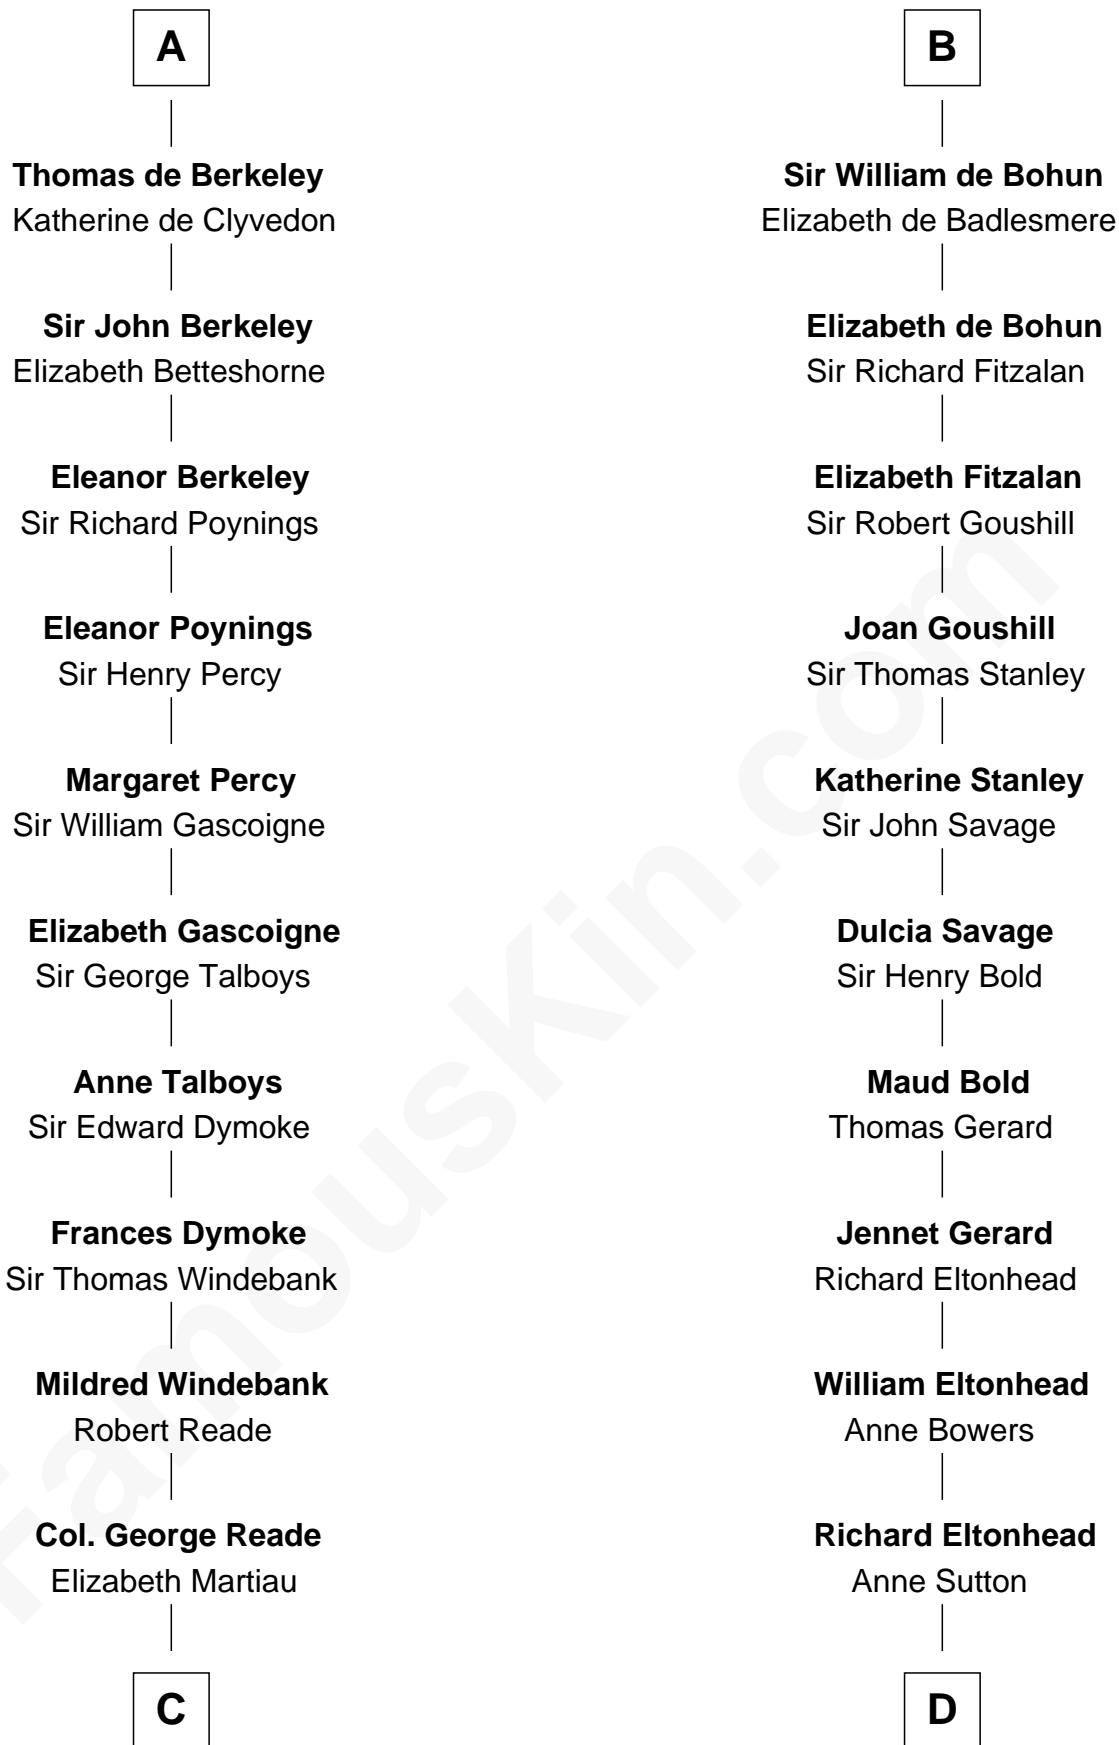 A
Thomas de Berkeley
Katherine de Clyvedon
Sir John Berkeley
Elizabeth Betteshorne
Eleanor Berkeley
Sir Richard Poynings
Eleanor Poynings
Sir Henry Percy
Margaret Percy
Sir William Gascoigne
Elizabeth Gascoigne
Sir George Talboys
Anne Talboys
Sir Edward Dymoke
Frances Dymoke
Sir Thomas Windebank
Mildred Windebank
Robert Reade
Col. George Reade
Elizabeth Martiau
C
B
Sir William de Bohun
Elizabeth de Badlesmere
Elizabeth de Bohun
Sir Richard Fitzalan
Elizabeth Fitzalan
Sir Robert Goushill
Joan Goushill
Sir Thomas Stanley
Katherine Stanley
Sir John Savage
Dulcia Savage
Sir Henry Bold
Maud Bold
Thomas Gerard
Jennet Gerard
Richard Eltonhead
William Eltonhead
Anne Bowers
Richard Eltonhead
Anne Sutton
D
FamousKin.com